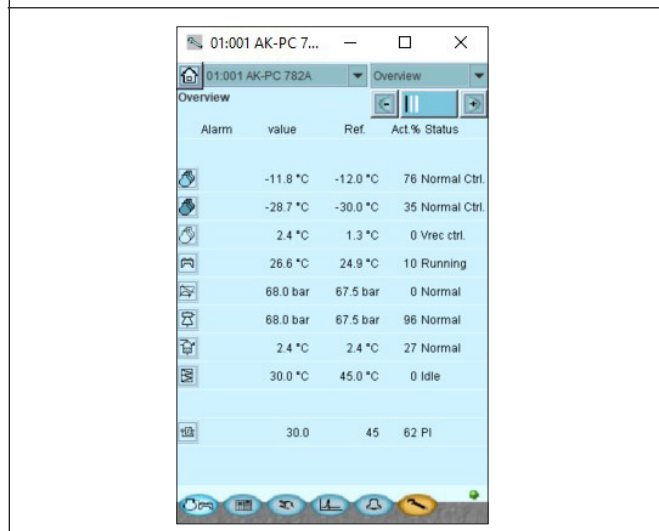 01:001 AK-PC 7...
01:001 AK-PC 782A Overview
Overview
Alarm value Ref. Act.% Status
-11.8 °C -12.0 °C 76 Normal Ctrl.
-28.7 °C -30.0 °C 35 Normal Ctrl.
2.4 °C 1.3 °C 0 Vrec ctrl.
26.6 °C 24.9 °C 10 Running
68.0 bar 67.5 bar 0 Normal
68.0 bar 67.5 bar 96 Normal
2.4 °C 2.4 °C 27 Normal
30.0 °C 45.0 °C 0 Idle
30.0 45 62 PI